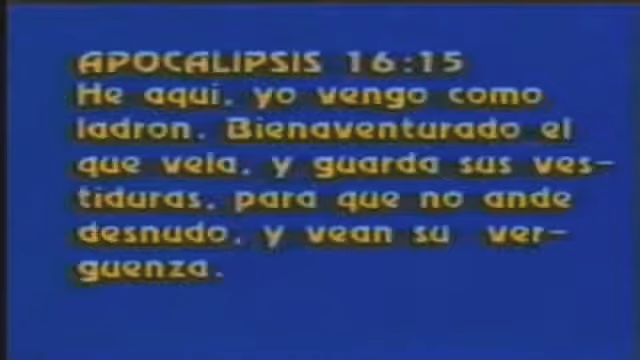 APOCALIPSIS 16:15
He aqui, yo vengo como
ladron. Bienaventurado el
que vela, y guarda sus ves-
tiduras, para que no ande
desnudo, y vean su ver-
guenza.